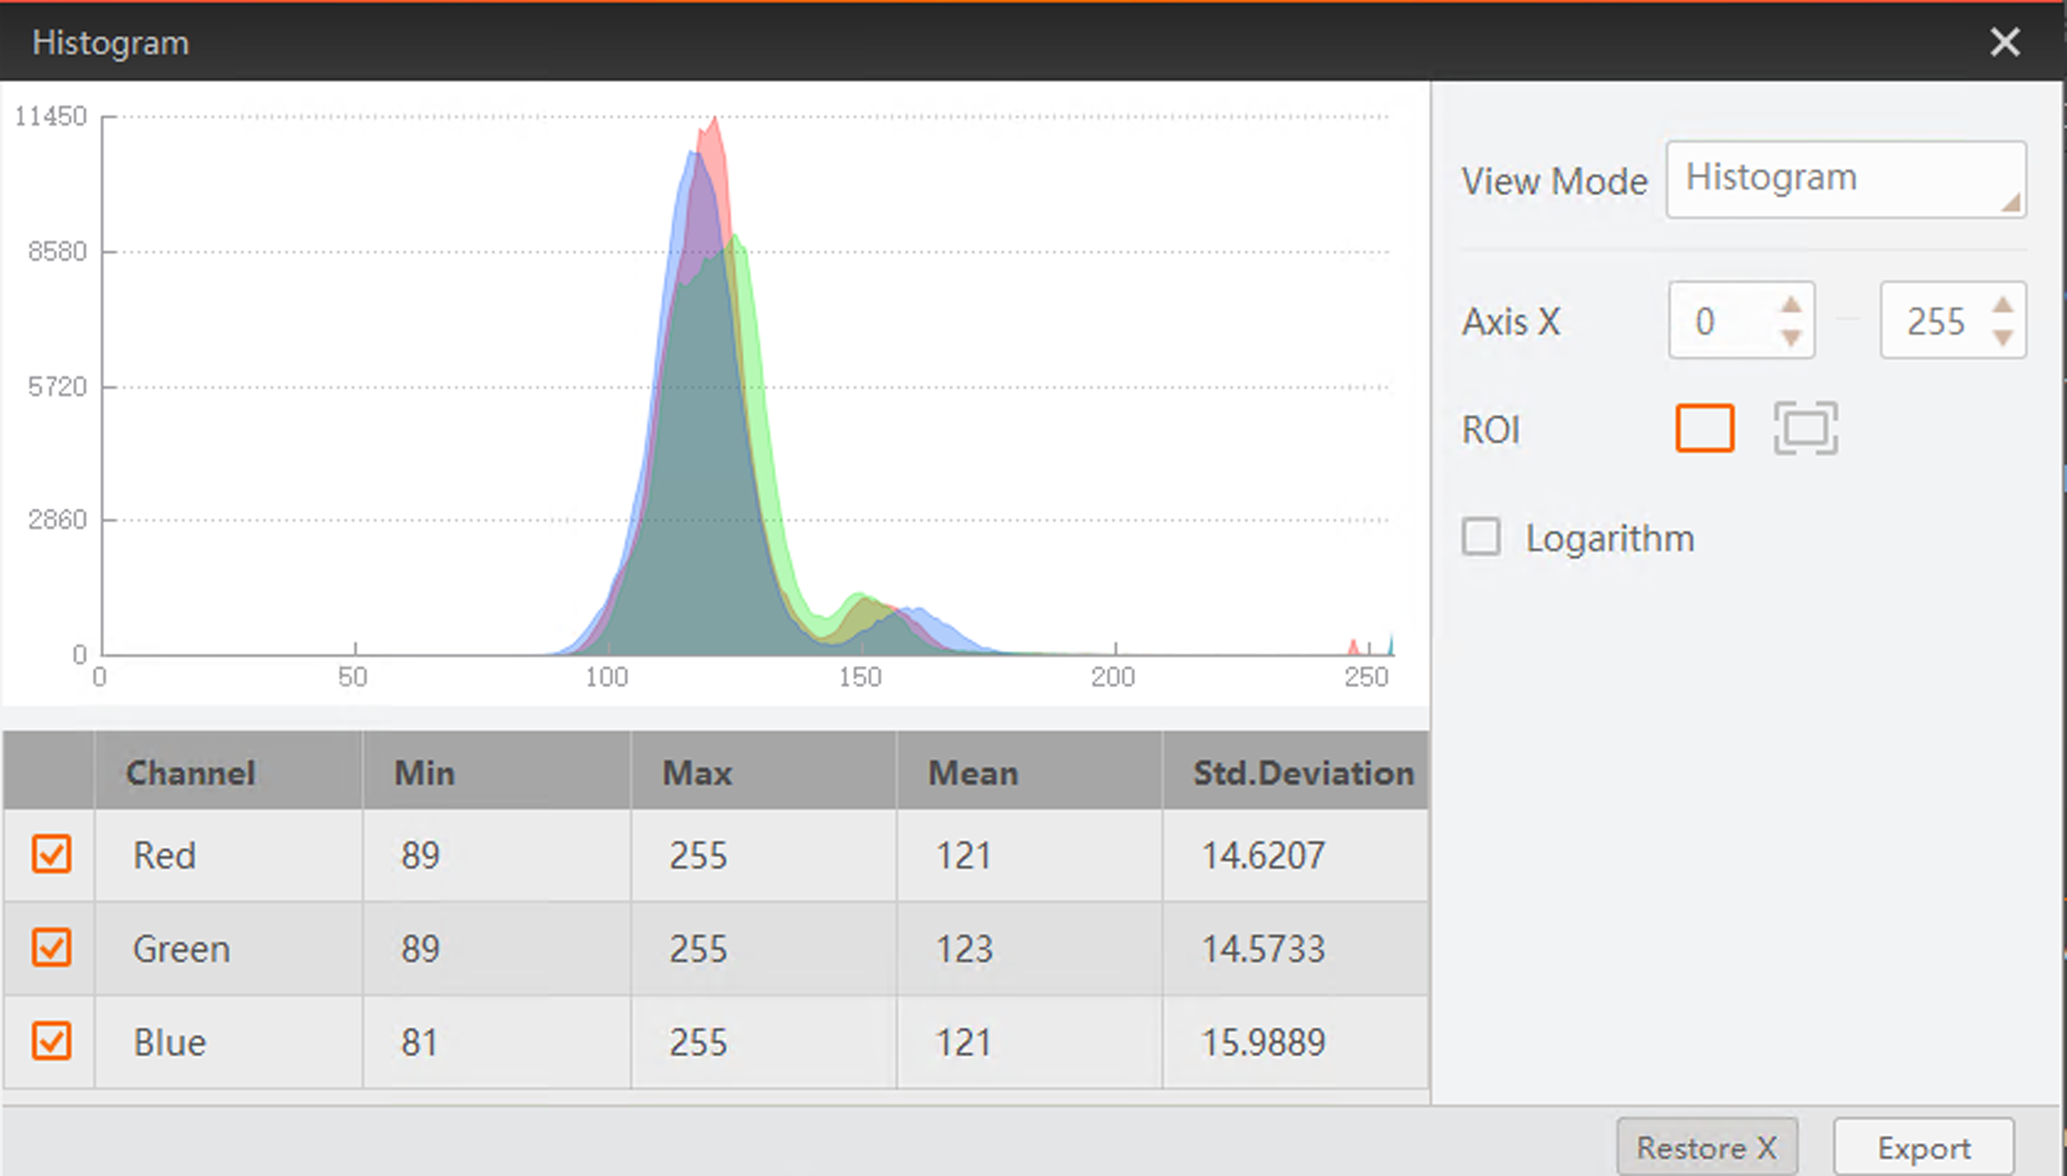 Histogram
11450
8580
5720
2860
0
0 50 100 150 200 250
View Mode Histogram
Axis X 0 255
ROI
Logarithm
Channel Min Max Mean Std.Deviation
Red 89 255 121 14.6207
Green 89 255 123 14.5733
Blue 81 255 121 15.9889
Restore X Export